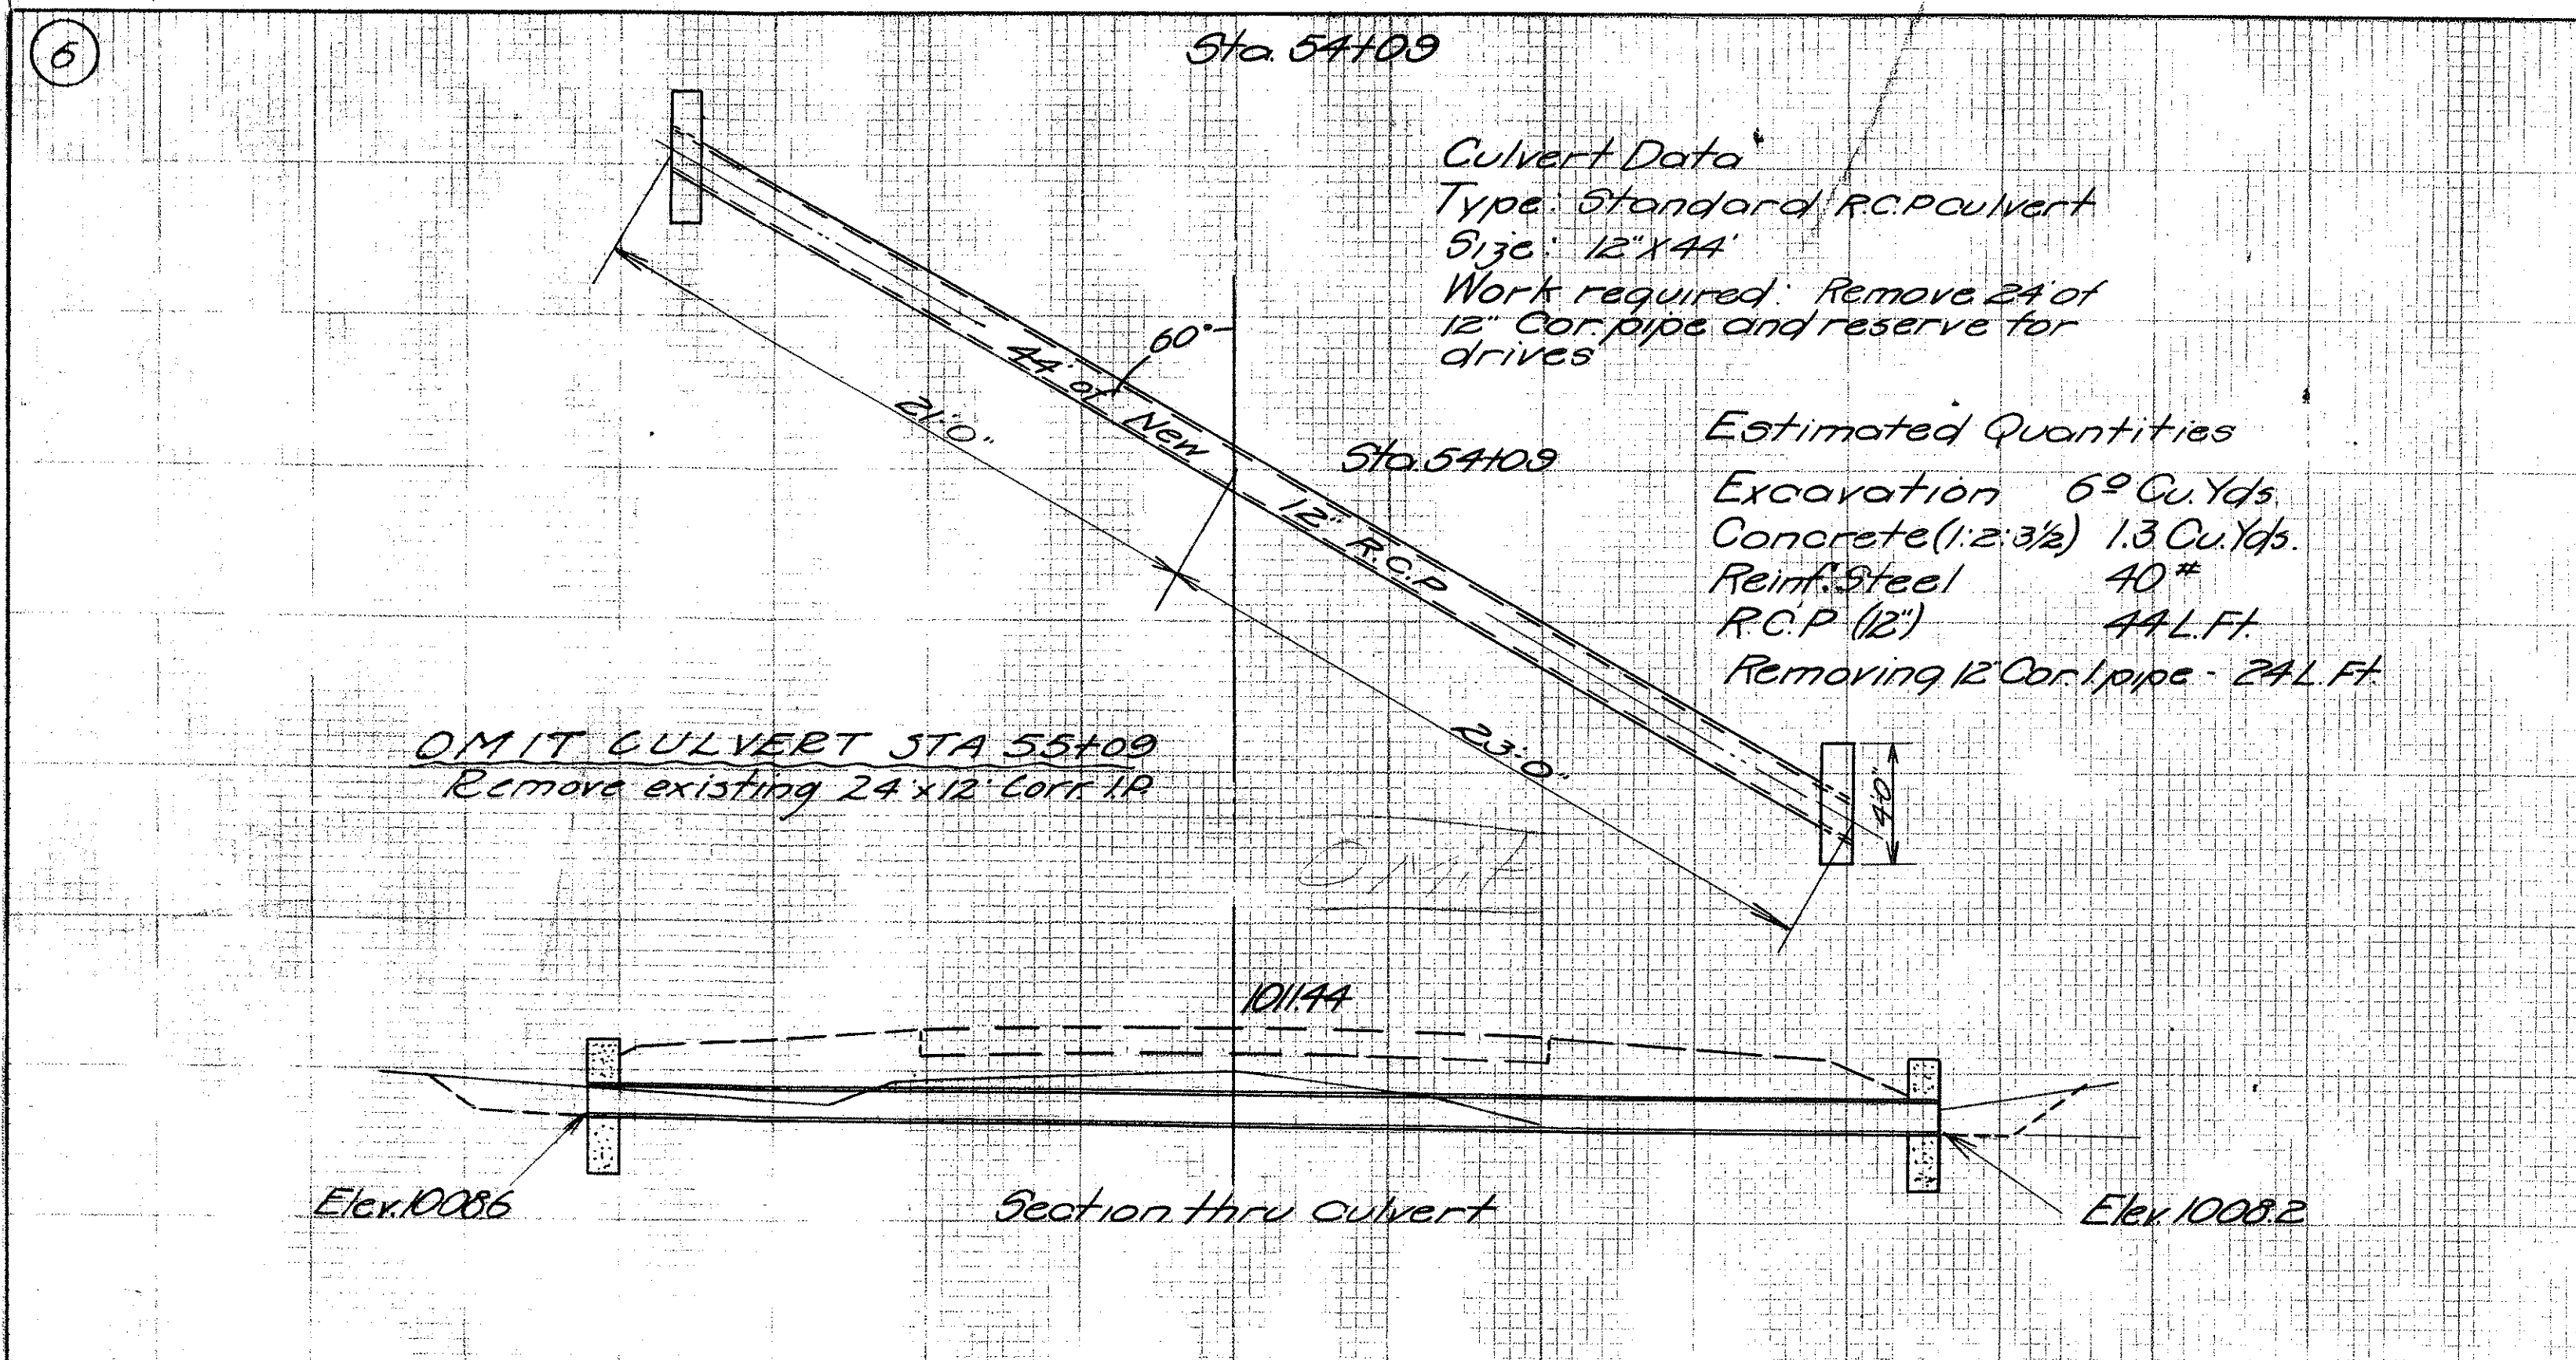 6
Sta. 54+09
Culvert Data
Type: Standard R.C.P culvert
Size: 12"x44'
Work required: Remove 24' of
12" Cor. pipe and reserve for
drives
60°
44' of New 12" R.C.P
21'-0"
Sta. 54+09
23'-0"
4'-0"
Estimated Quantities
Excavation 6º Cu. Yds.
Concrete (1:2:3½) 1.3 Cu. Yds.
Reinf. Steel 40#
R.C.P (12") 44 L. Ft.
Removing 12" Cor. I pipe - 24 L. Ft.
OMIT CULVERT STA 55+09
Remove existing 24'x12" Corr. I.P.
Omit
1011.44
Elev. 1008.6
Section thru Culvert
Elev. 1008.2